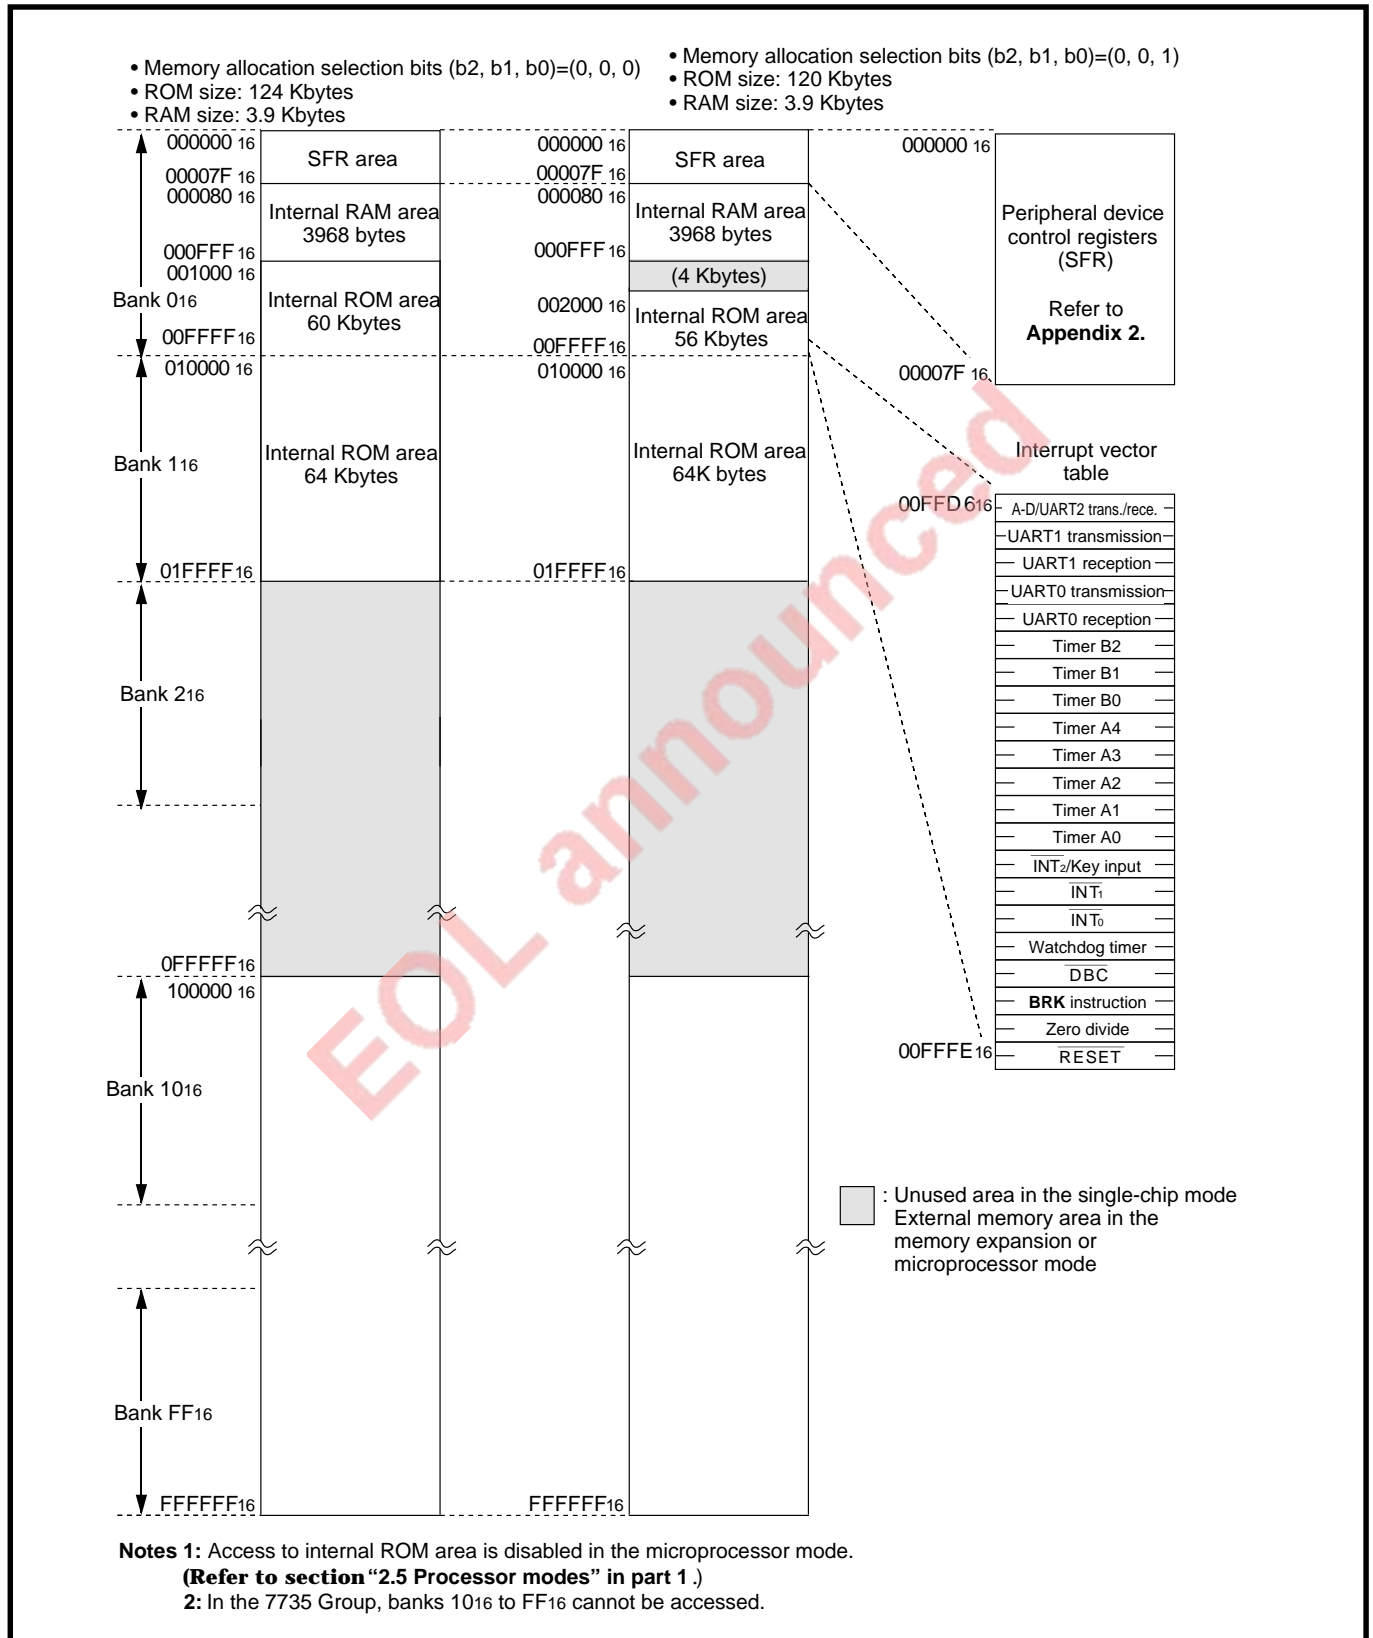 • Memory allocation selection bits (b2, b1, b0)=(0, 0, 0)
• ROM size: 124 Kbytes
• RAM size: 3.9 Kbytes
• Memory allocation selection bits (b2, b1, b0)=(0, 0, 1)
• ROM size: 120 Kbytes
• RAM size: 3.9 Kbytes
000000 16
SFR area
00007F 16
000080 16
Internal RAM area
3968 bytes
000FFF 16
001000 16
Bank 016
Internal ROM area
60 Kbytes
00FFFF 16
010000 16
Bank 116
Internal ROM area
64 Kbytes
01FFFF 16
Bank 216
0FFFFF16
100000 16
Bank 1016
Bank FF16
FFFFFF16
000000 16
SFR area
00007F 16
000080 16
Internal RAM area
3968 bytes
000FFF 16
(4 Kbytes)
002000 16
Internal ROM area
56 Kbytes
00FFFF 16
010000 16
Internal ROM area
64K bytes
01FFFF 16
FFFFFF16
000000 16
Peripheral device
control registers
(SFR)
Refer to
Appendix 2.
00007F 16
Interrupt vector
table
00FFD 616
A-D/UART2 trans./rece.
UART1 transmission
UART1 reception
UART0 transmission
UART0 reception
Timer B2
Timer B1
Timer B0
Timer A4
Timer A3
Timer A2
Timer A1
Timer A0
INT2/Key input
INT1
INT0
Watchdog timer
DBC
BRK instruction
Zero divide
00FFFE16
RESET
: Unused area in the single-chip mode
External memory area in the
memory expansion or
microprocessor mode
EOL announced
Notes 1: Access to internal ROM area is disabled in the microprocessor mode.
(Refer to section “2.5 Processor modes” in part 1 .)
2: In the 7735 Group, banks 1016 to FF16 cannot be accessed.